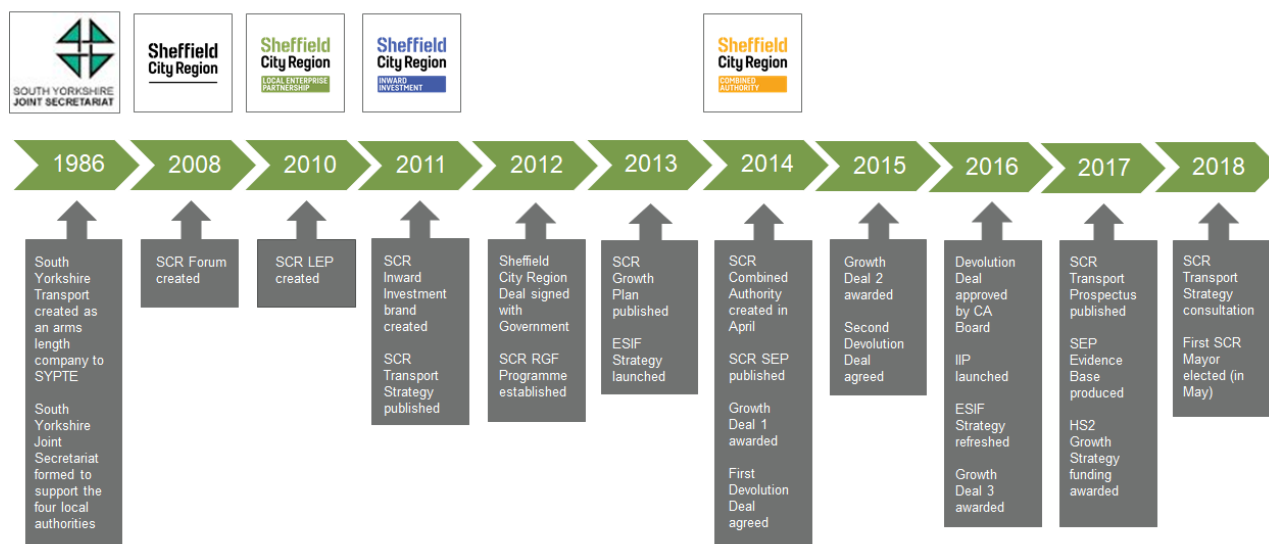 SOUTH YORKSHIRE
JOINT SECRETARIAT
Sheffield
City Region
Sheffield
City Region
LOCAL ENTERPRISE
PARTNERSHIP
Sheffield
City Region
INWARD
INVESTMENT
Sheffield
City Region
COMBINED
AUTHORITY
1986
2008
2010
2011
2012
2013
2014
2015
2016
2017
2018
South
Yorkshire
Transport
created as
an arms
length
company to
SYPTE
South
Yorkshire
Joint
Secretariat
formed to
support the
four local
authorities
SCR Forum
created
SCR LEP
created
SCR
Inward
Investment
brand
created
SCR
Transport
Strategy
published
Sheffield
City Region
Deal signed
with
Government
SCR RGF
Programme
established
SCR
Growth
Plan
published
ESIF
Strategy
launched
SCR
Combined
Authority
created in
April
SCR SEP
published
Growth
Deal 1
awarded
First
Devolution
Deal
agreed
Growth
Deal 2
awarded
Second
Devolution
Deal
agreed
Devolution
Deal
approved
by CA
Board
IIP
launched
ESIF
Strategy
refreshed
Growth
Deal 3
awarded
SCR
Transport
Prospectus
published
SEP
Evidence
Base
produced
HS2
Growth
Strategy
funding
awarded
SCR
Transport
Strategy
consultation
First SCR
Mayor
elected (in
May)